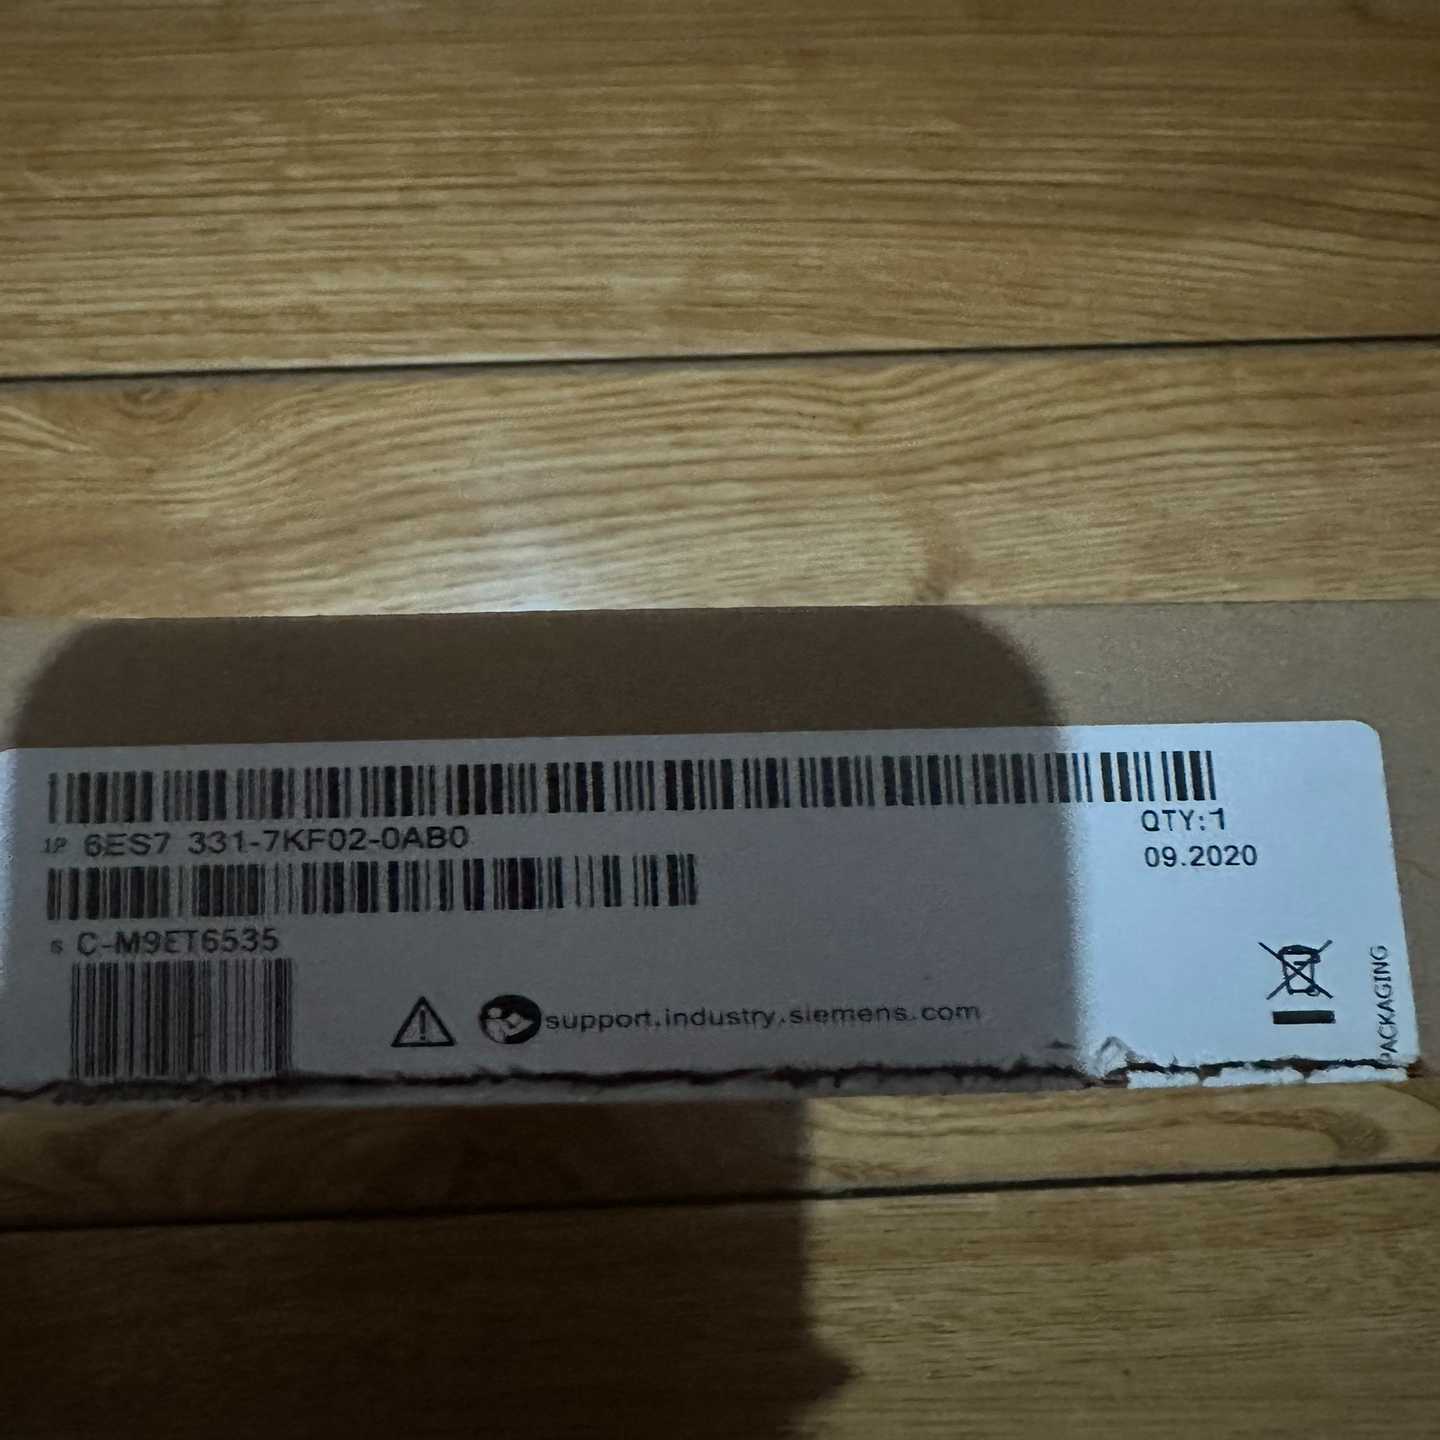 1P 6ES7 331-7KF02-0AB0
QTY:1
09.2020
S C-M9ET6535
support.industry.siemens.com
PACKAGING